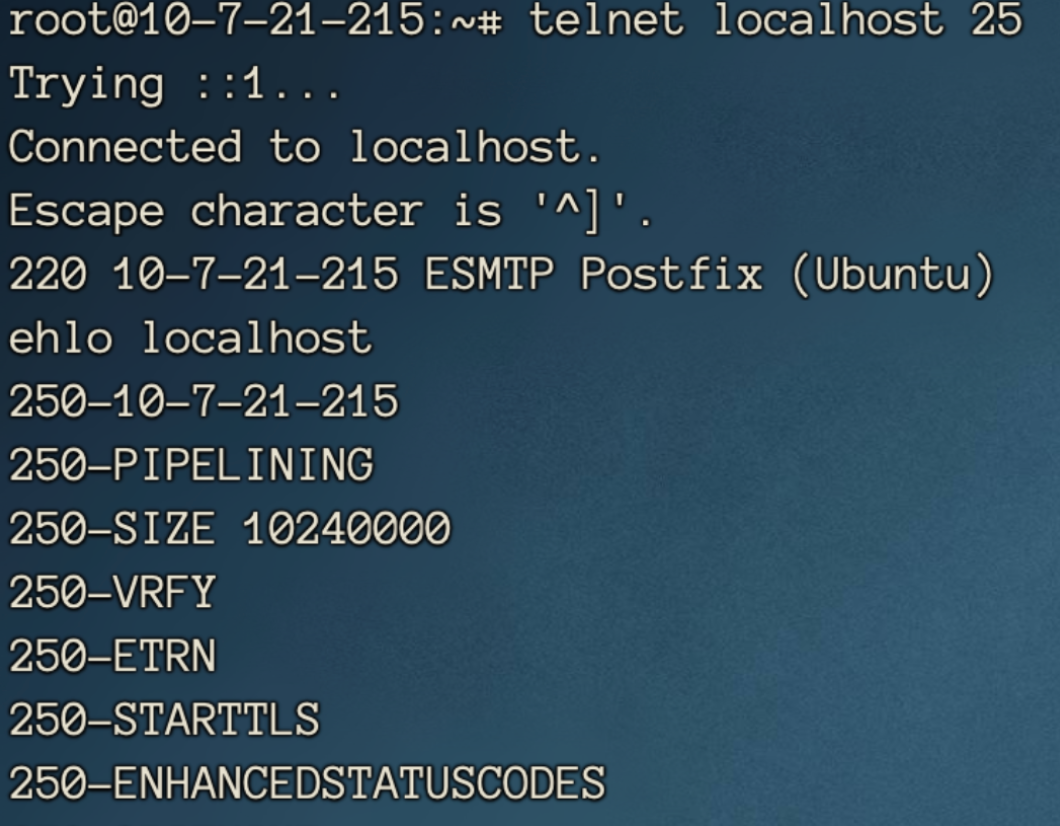 root@10-7-21-215:~# telnet localhost 25
Trying ::1...
Connected to localhost.
Escape character is '^]'.
220 10-7-21-215 ESMTP Postfix (Ubuntu)
ehlo localhost
250-10-7-21-215
250-PIPELINING
250-SIZE 10240000
250-VRFY
250-ETRN
250-STARTTLS
250-ENHANCEDSTATUSCODES